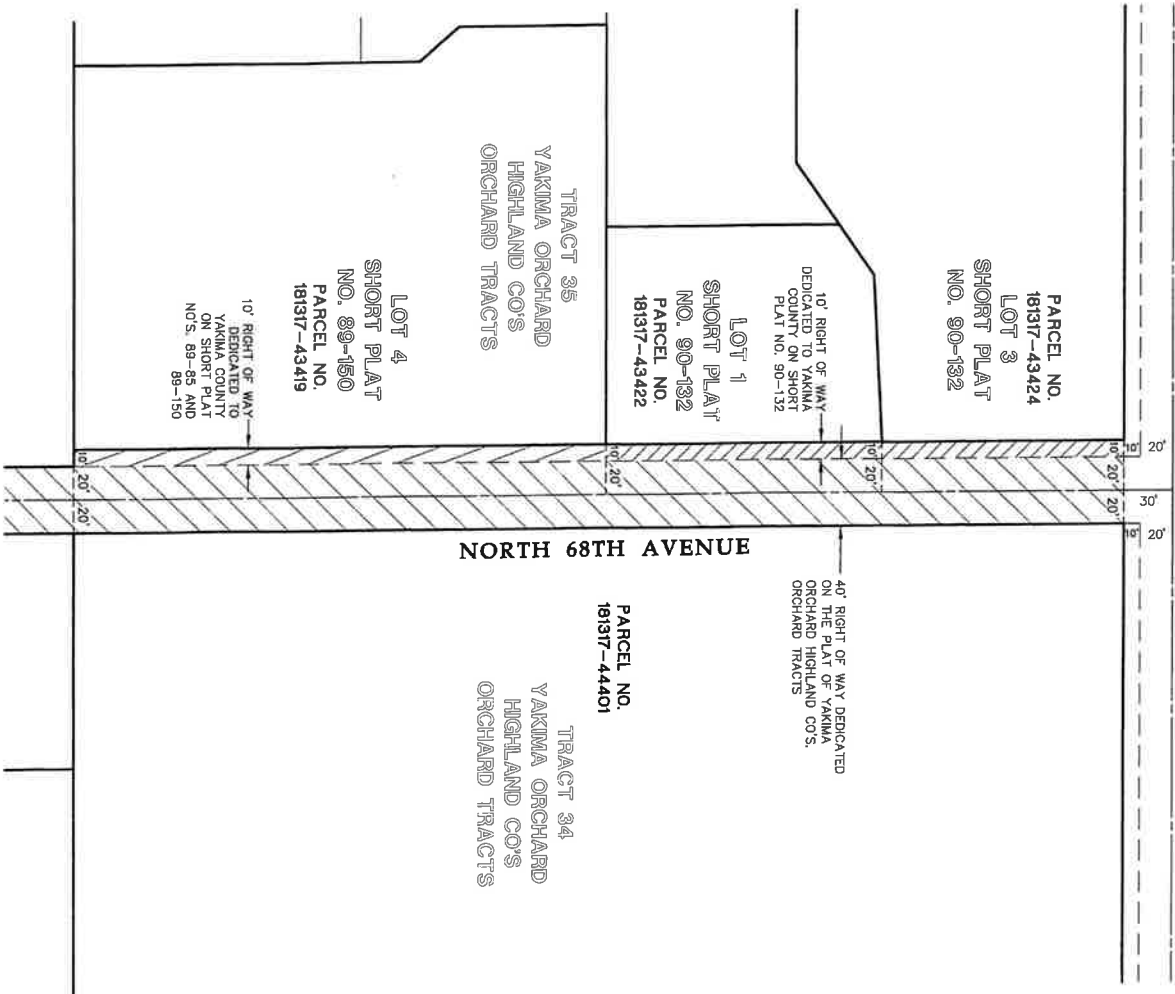 PARCEL NO.
181317-43424
LOT 3
SHORT PLAT
NO. 90-132
10' RIGHT OF WAY
DEDICATED TO YAKIMA
COUNTY ON SHORT
PLAT NO. 90-132
LOT 1
SHORT PLAT
NO. 90-132
PARCEL NO.
181317-43422
TRACT 35
YAKIMA ORCHARD
HIGHLAND CO'S
ORCHARD TRACTS
LOT 4
SHORT PLAT
NO. 89-150
PARCEL NO.
181317-43419
10' RIGHT OF WAY
DEDICATED TO
YAKIMA COUNTY
ON SHORT PLAT
NO'S. 89-85 AND
89-150
10' 20'
10'
20'
10'
20'
10'
20'
20'
30'
20'
20'
10' 20'
NORTH 68TH AVENUE
40' RIGHT OF WAY DEDICATED
ON THE PLAT OF YAKIMA
ORCHARD HIGHLAND CO'S.
ORCHARD TRACTS
PARCEL NO.
181317-44401
TRACT 34
YAKIMA ORCHARD
HIGHLAND CO'S
ORCHARD TRACTS